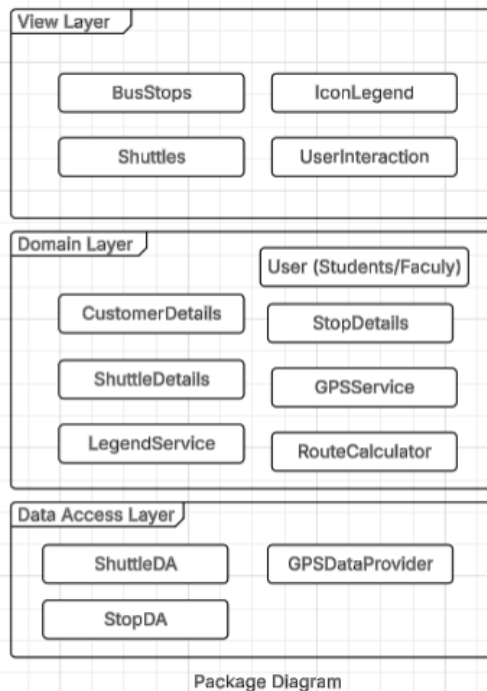 View Layer
BusStops
IconLegend
Shuttles
UserInteraction
Domain Layer
User (Students/Faculy)
CustomerDetails
StopDetails
ShuttleDetails
GPSService
LegendService
RouteCalculator
Data Access Layer
ShuttleDA
GPSDataProvider
StopDA
Package Diagram